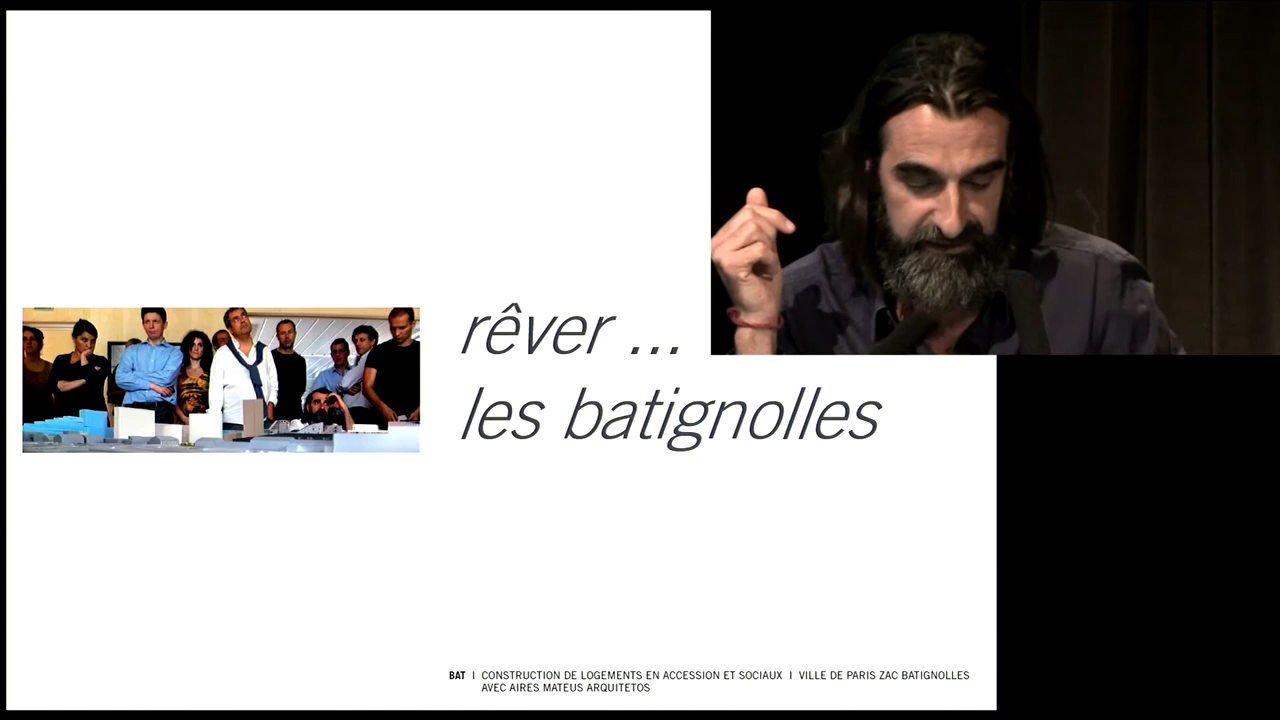 rêver ...
les batignolles
BAT I CONSTRUCTION DE LOGEMENTS EN ACCESSION ET SOCIAUX I VILLE DE PARIS ZAC BATIGNOLLES
AVEC AIRES MATEUS ARQUITETOS